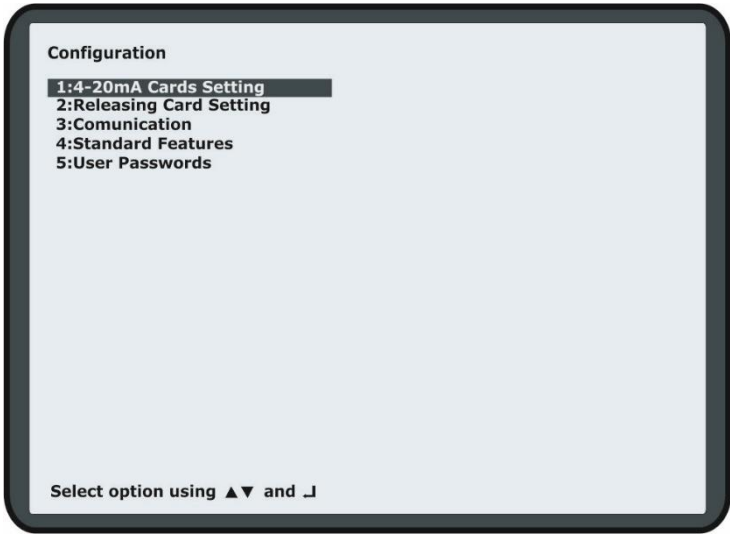 Configuration
1:4-20mA Cards Setting
2:Releasing Card Setting
3:Comunication
4:Standard Features
5:User Passwords
Select option using ▲▼ and ↵